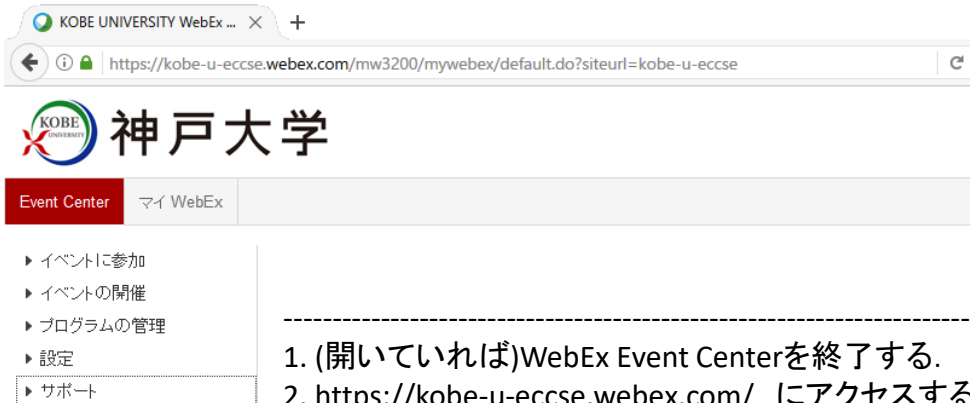 KOBE UNIVERSITY WebEx ...
https://kobe-u-eccse.webex.com/mw3200/mywebex/default.do?siteurl=kobe-u-eccse
KOBE
UNIVERSITY
神戸大学
Event Center マイ WebEx
イベントに参加
イベントの開催
プログラムの管理
設定
サポート
--------------------------------------------------------------------
1. (開いていれば)WebEx Event Centerを終了する.
2. https://kobe-u-eccse.webex.com/ にアクセスする